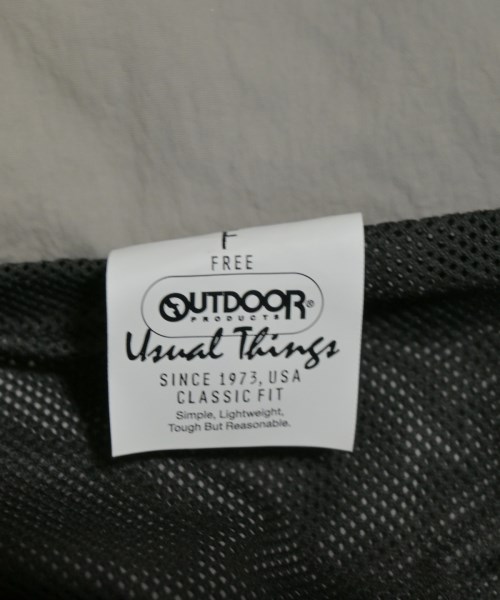 F
FREE
OUTDOOR®
PRODUCTS
Usual Things
SINCE 1973, USA
CLASSIC FIT
Simple, Lightweight,
Tough But Reasonable.